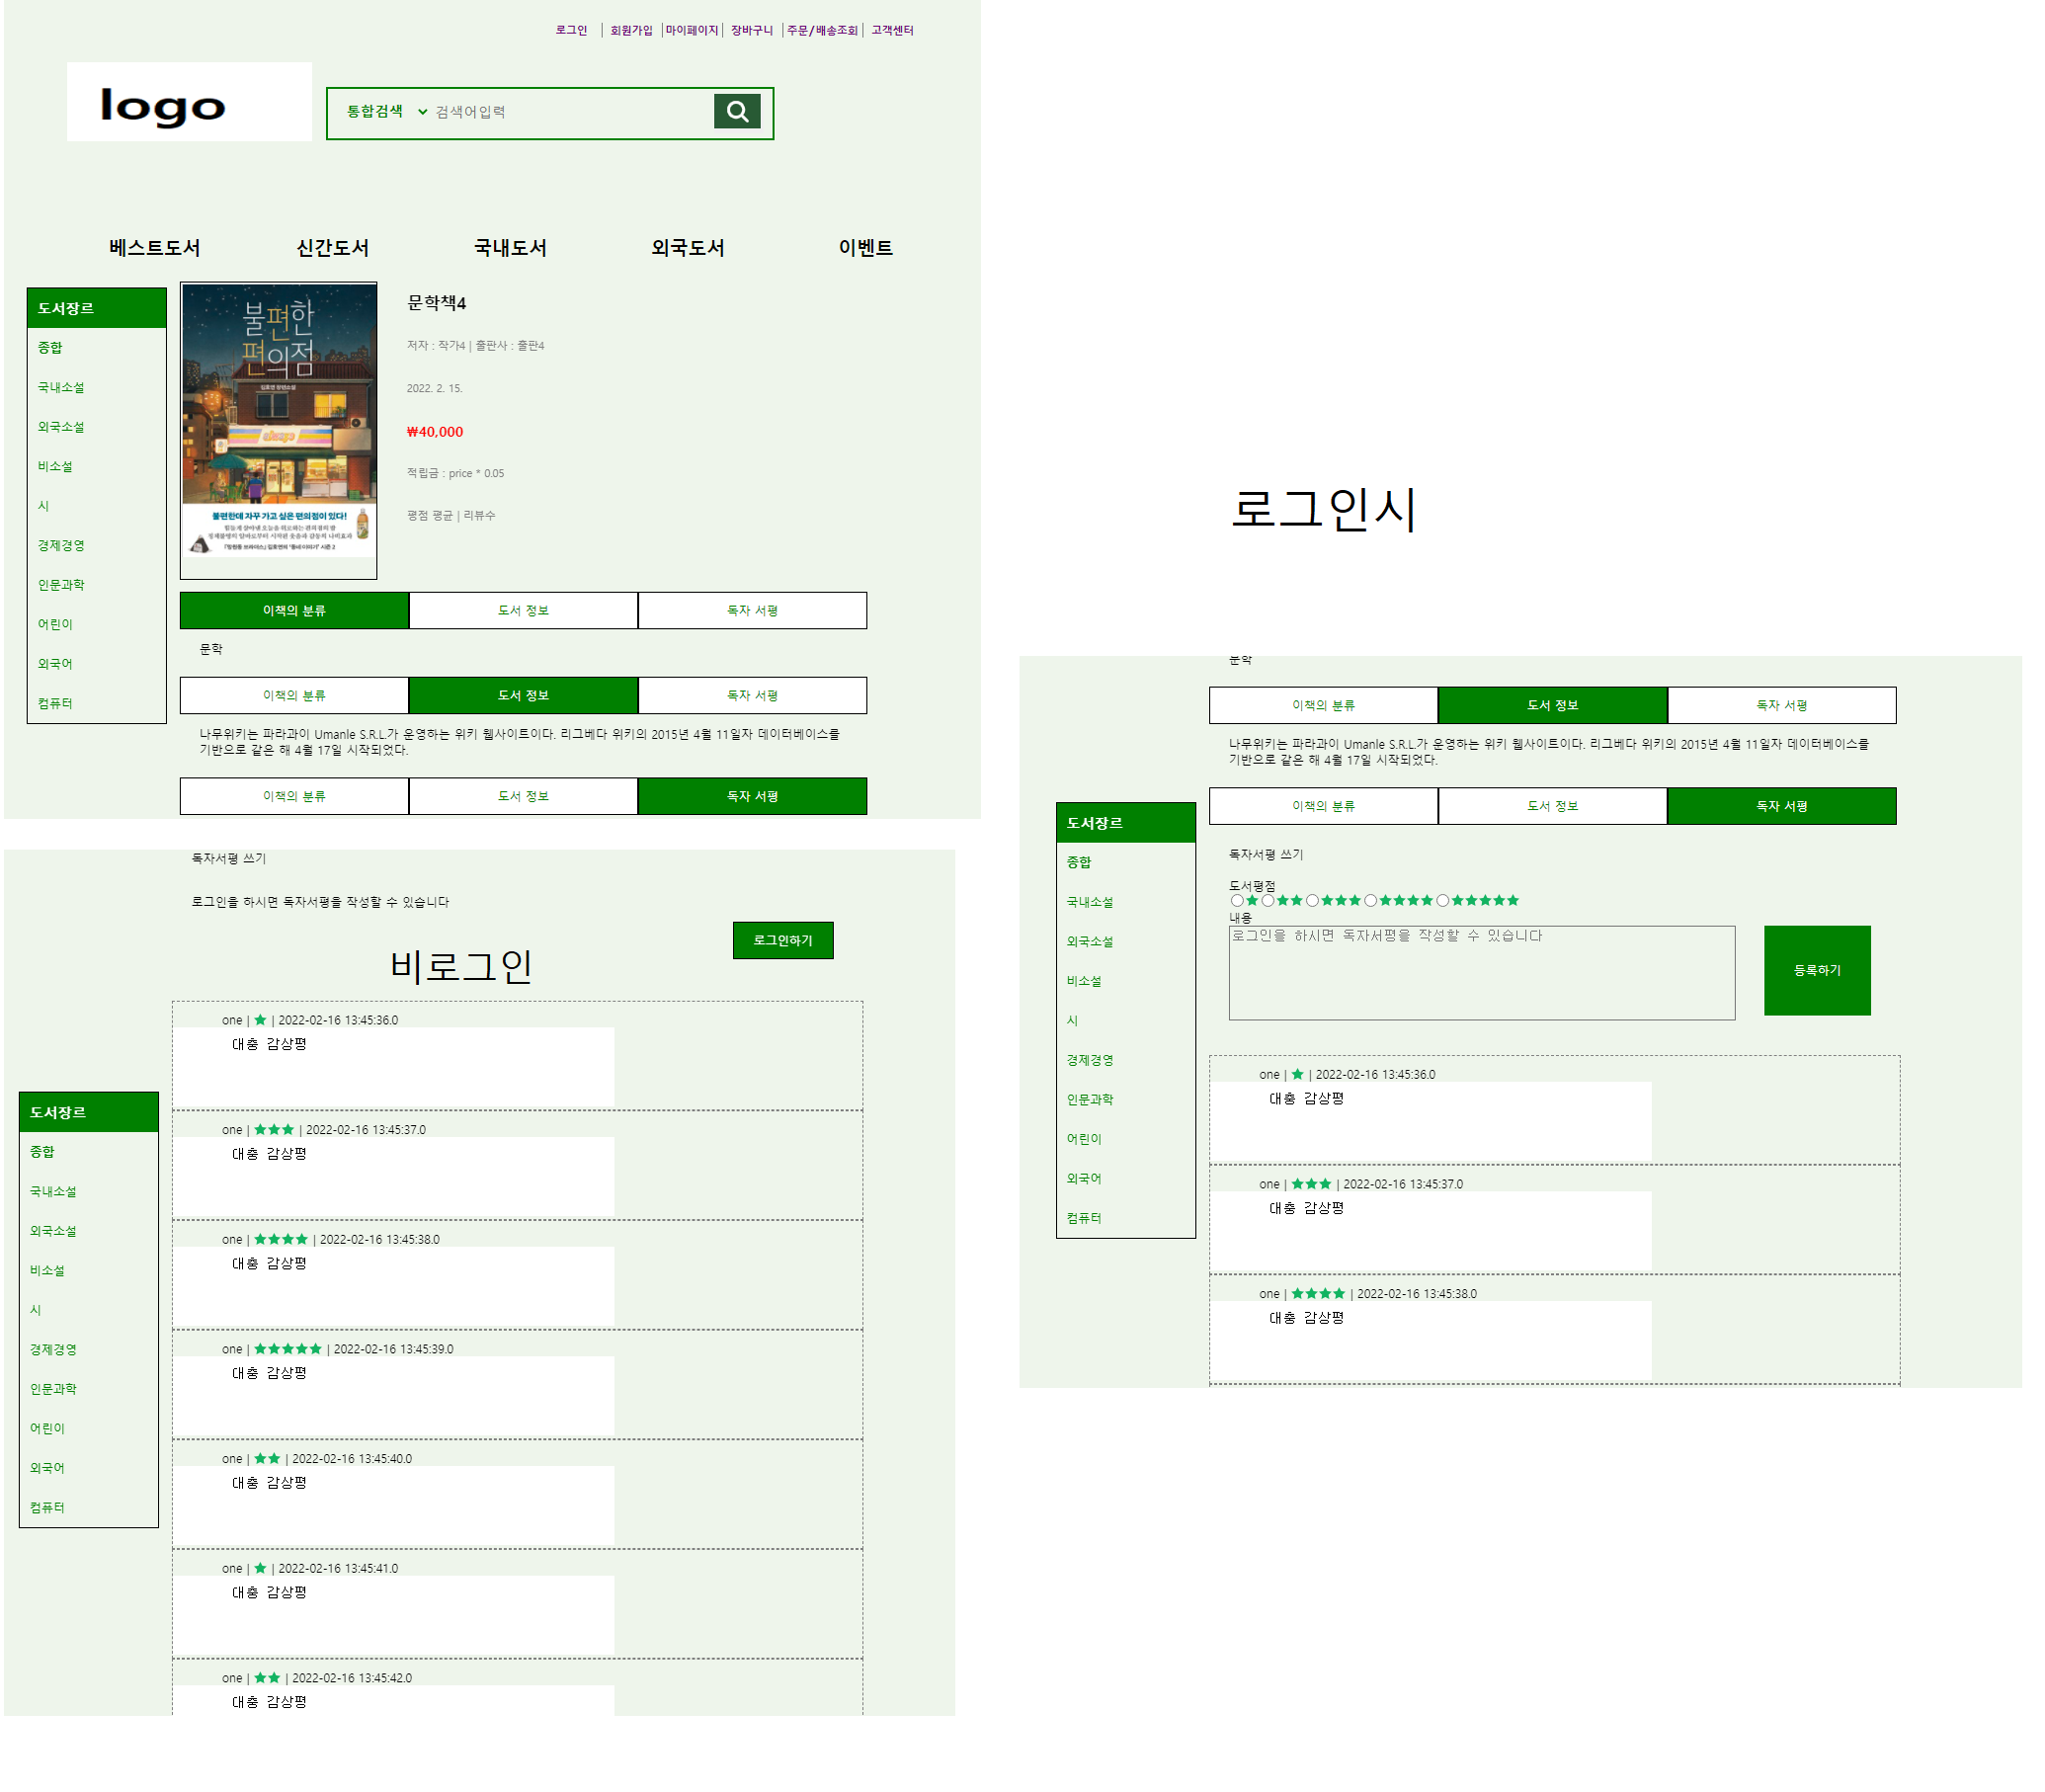 로그인 | 회원가입 | 마이페이지 | 장바구니 | 주문/배송조회 | 고객센터
logo
통합검색 검색어입력
베스트도서 신간도서 국내도서 외국도서 이벤트
도서장르
종합
국내소설
외국소설
비소설
시
경제경영
인문과학
어린이
외국어
컴퓨터
불편한
편의점
김호연 장편소설
불편한데 자꾸 가고 싶은 편의점이 있다!
문학책4
저자 : 작가4 | 출판사 : 출판4
2022. 2. 15.
₩40,000
적립금 : price * 0.05
평점 평균 | 리뷰수
이책의 분류 도서 정보 독자 서평
문학
이책의 분류 도서 정보 독자 서평
나무위키는 파라과이 Umanle S.R.L.가 운영하는 위키 웹사이트이다. 리그베다 위키의 2015년 4월 11일자 데이터베이스를
기반으로 같은 해 4월 17일 시작되었다.
이책의 분류 도서 정보 독자 서평
독자서평 쓰기
로그인을 하시면 독자서평을 작성할 수 있습니다
로그인하기
비로그인
도서장르
종합
국내소설
외국소설
비소설
시
경제경영
인문과학
어린이
외국어
컴퓨터
one | ★ | 2022-02-16 13:45:36.0
대충 감상평
one | ★★★ | 2022-02-16 13:45:37.0
대충 감상평
one | ★★★★ | 2022-02-16 13:45:38.0
대충 감상평
one | ★★★★★ | 2022-02-16 13:45:39.0
대충 감상평
one | ★★ | 2022-02-16 13:45:40.0
대충 감상평
one | ★ | 2022-02-16 13:45:41.0
대충 감상평
one | ★★ | 2022-02-16 13:45:42.0
대충 감상평
로그인시
문학
이책의 분류 도서 정보 독자 서평
나무위키는 파라과이 Umanle S.R.L.가 운영하는 위키 웹사이트이다. 리그베다 위키의 2015년 4월 11일자 데이터베이스를
기반으로 같은 해 4월 17일 시작되었다.
이책의 분류 도서 정보 독자 서평
도서장르
종합
국내소설
외국소설
비소설
시
경제경영
인문과학
어린이
외국어
컴퓨터
독자서평 쓰기
도서평점
★ ★★ ★★★ ★★★★ ★★★★★
내용
로그인을 하시면 독자서평을 작성할 수 있습니다
등록하기
one | ★ | 2022-02-16 13:45:36.0
대충 감상평
one | ★★★ | 2022-02-16 13:45:37.0
대충 감상평
one | ★★★★ | 2022-02-16 13:45:38.0
대충 감상평